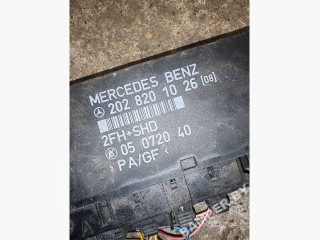 MERCEDES BENZ
202 820 10 26 [08]
2FH+SHD
05 0720 40
>PA/GF<